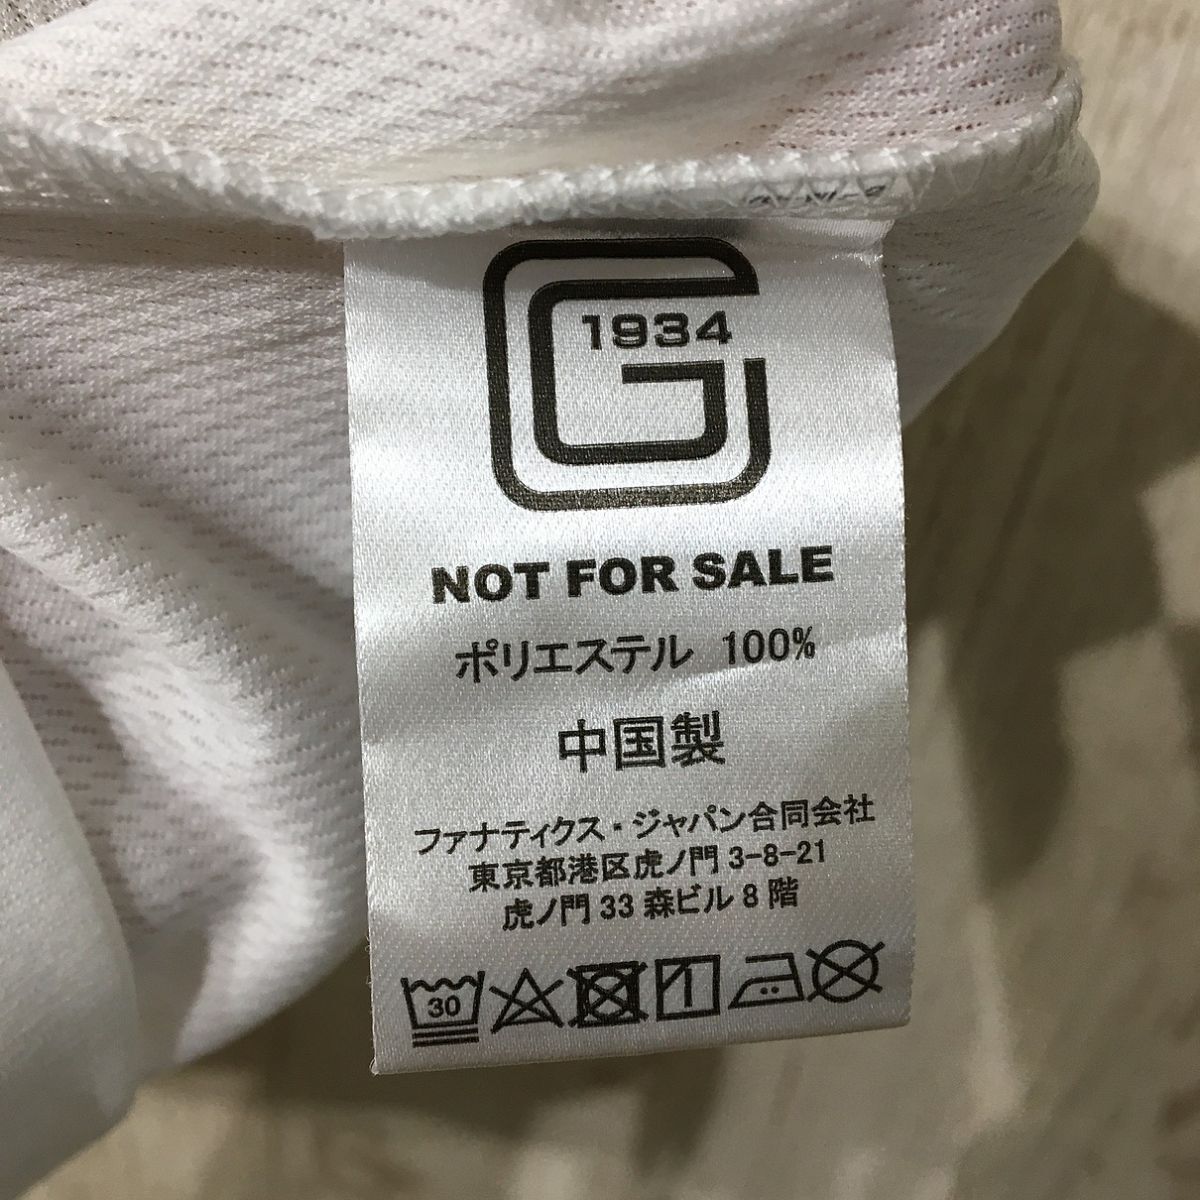 G
1934
NOT FOR SALE
ポリエステル 100%
中国製
ファナティクス・ジャパン合同会社
東京都港区虎ノ門 3-8-21
虎ノ門 33 森ビル 8 階
30